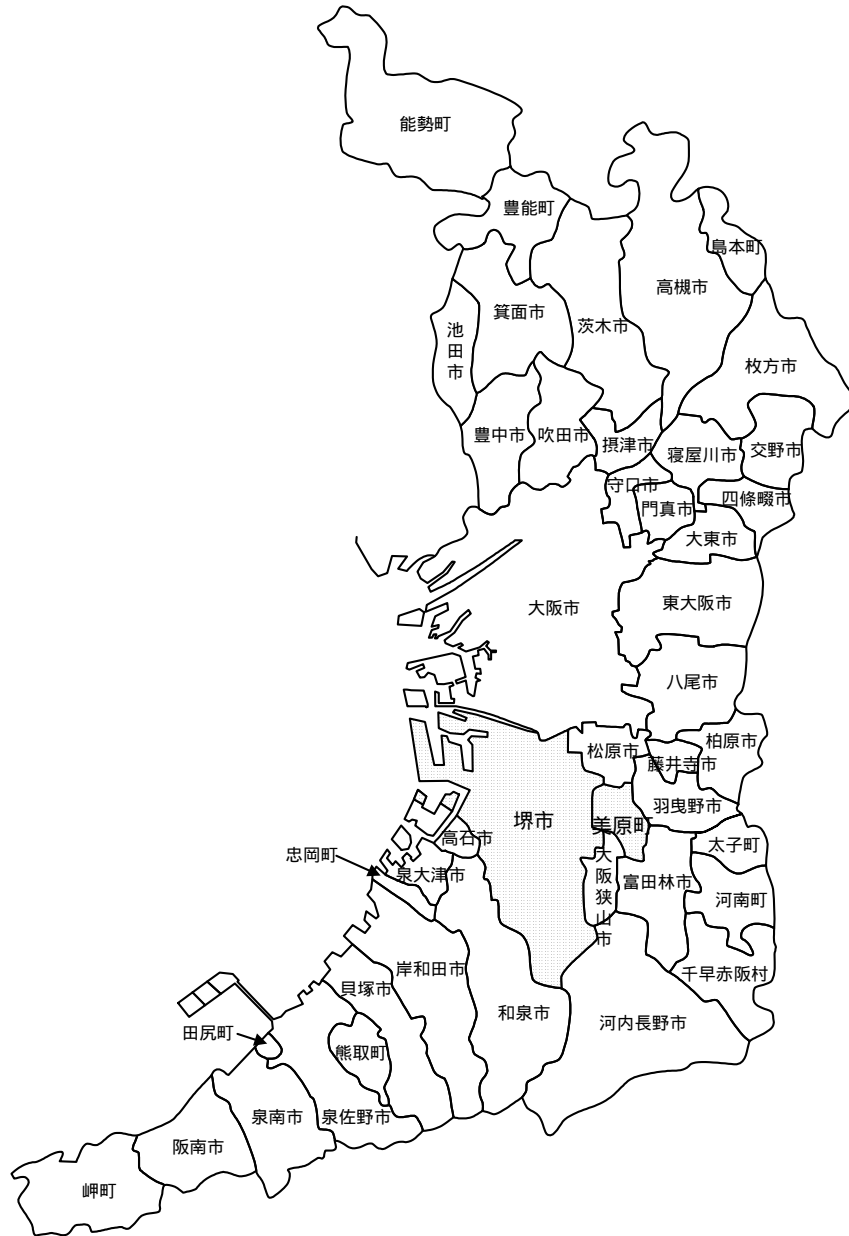 能勢町
豊能町
島本町
高槻市
箕面市
茨木市
池田市
枚方市
豊中市
吹田市
摂津市
寝屋川市
交野市
守口市
四條畷市
門真市
大東市
大阪市
東大阪市
八尾市
柏原市
松原市
藤井寺市
羽曳野市
堺市
美原町
高石市
太子町
忠岡町
泉大津市
大阪狭山市
富田林市
河南町
岸和田市
千早赤阪村
貝塚市
和泉市
河内長野市
田尻町
熊取町
泉南市
泉佐野市
阪南市
岬町